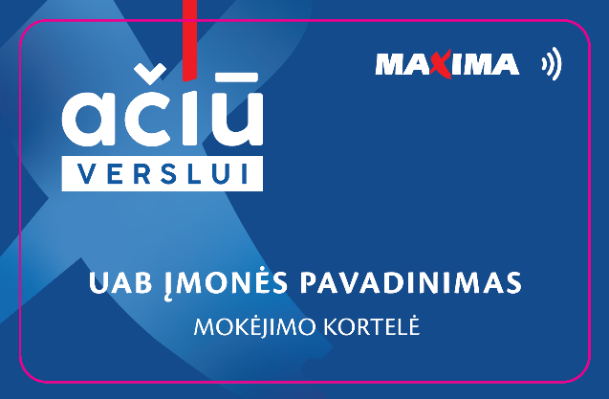 MAXIMA
ačiū
VERSLUI
UAB ĮMONĖS PAVADINIMAS
MOKĖJIMO KORTELĖ